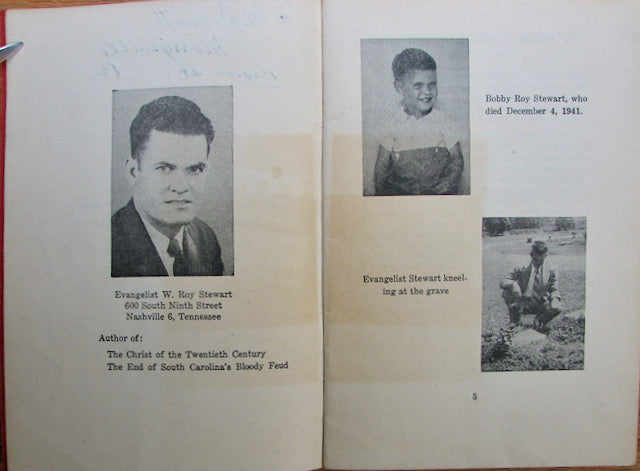 Evangelist W. Roy Stewart
600 South Ninth Street
Nashville 6, Tennessee
Author of:
The Christ of the Twentieth Century
The End of South Carolina's Bloody Feud
Bobby Roy Stewart, who
died December 4, 1941.
Evangelist Stewart kneel-
ing at the grave
5